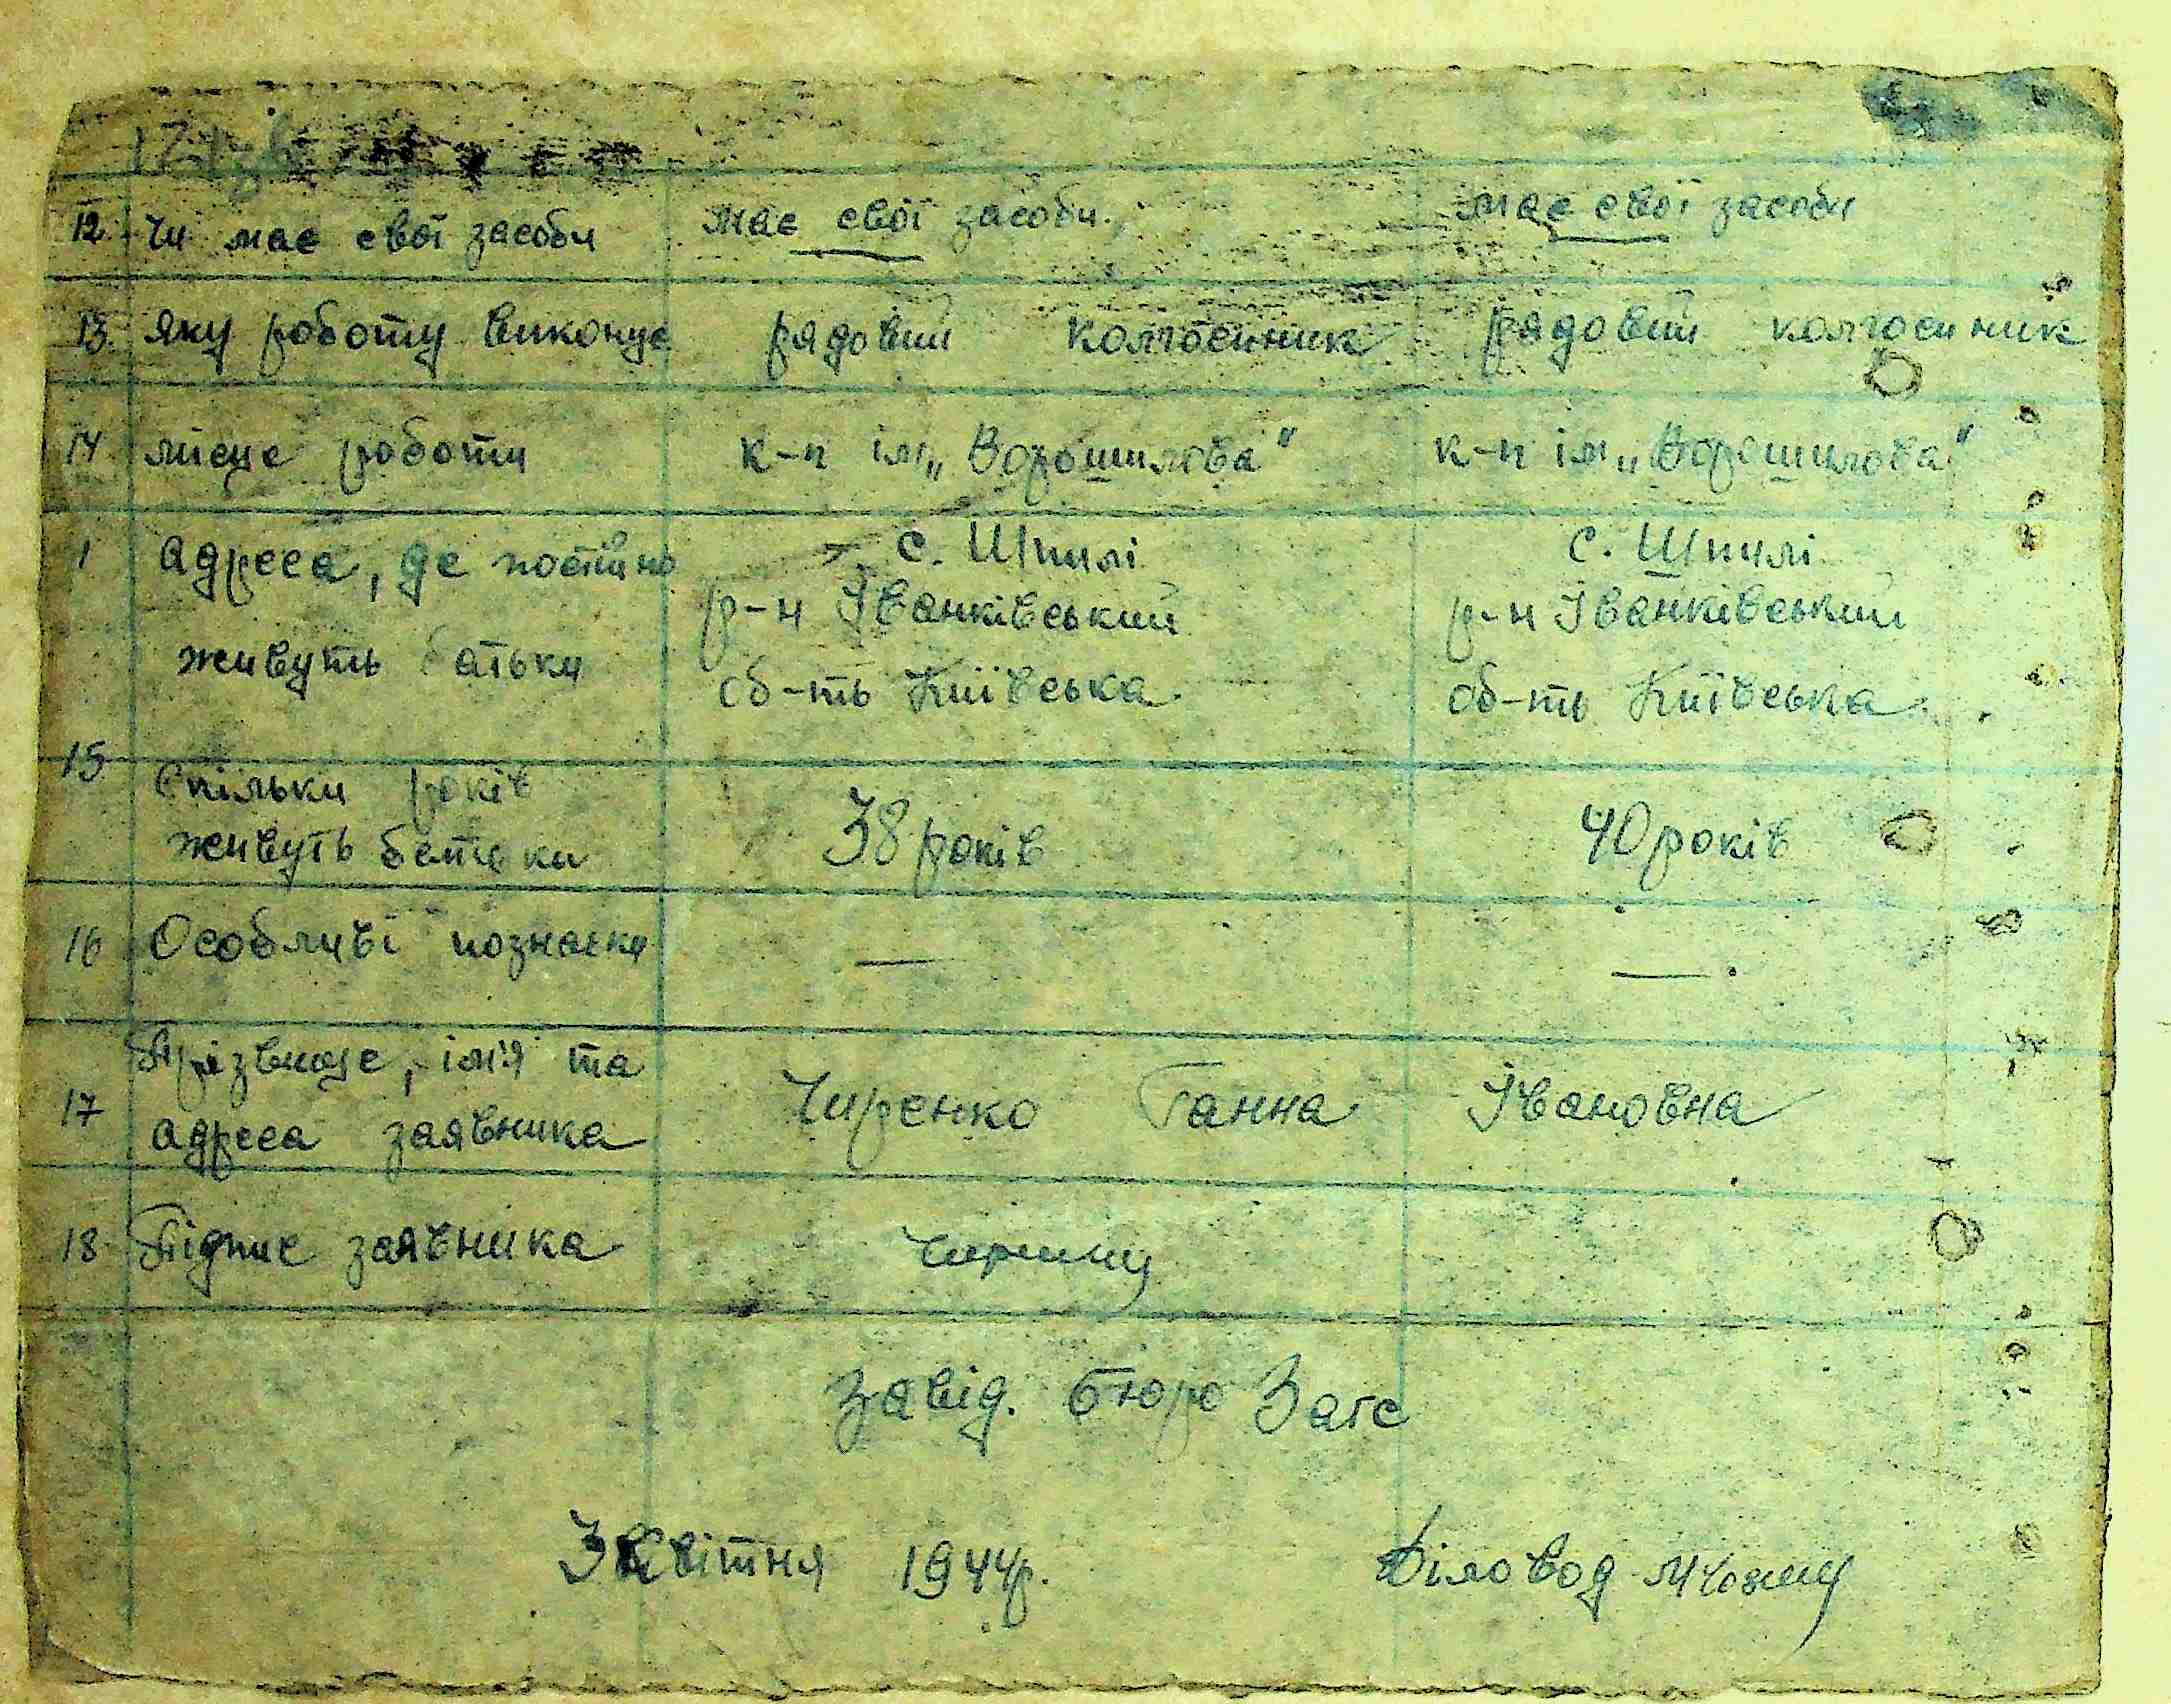 12. Чи має свої засоби має свої засоби. має свої засоби
13. яку роботу виконує рядовий колгоспник рядовий колгоспник
14. місце роботи к-п ім „Ворошилова" к-п ім „Ворошилова"
1 адреса, де постійно с. Шпилі с. Шпилі
р-н Іванківський р-н Іванківський
живуть батьки об-ть Київська. об-ть Київська.
15 Скільки років
живуть батьки 38 років 40 років
16 Особливі познаки — —
17 Прізвище, ім'я та
адреса заявника Чиренко Ганна Івановна
18. Підпис заявника
Завід. бюро Загс
3 Квітня 1944р. Діловод